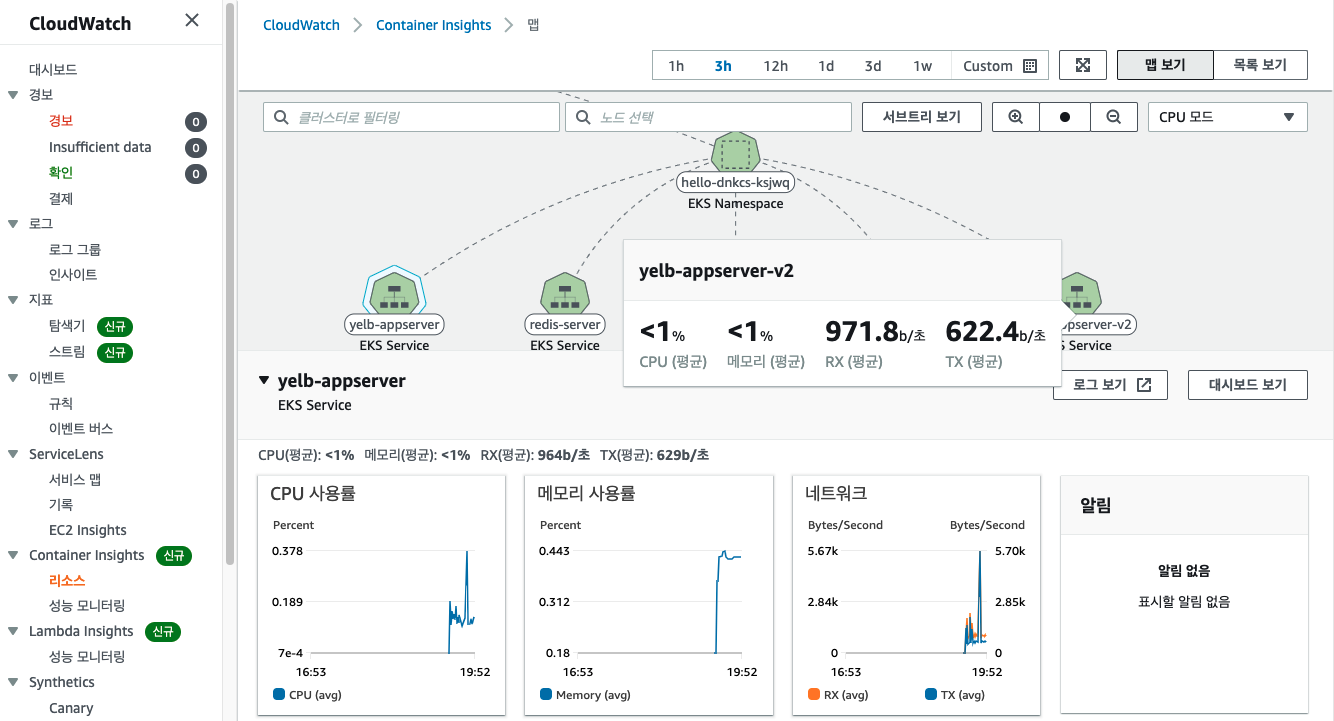 CloudWatch
대시보드
경보
경보 0
Insufficient data 0
확인 0
결제
로그
로그 그룹
인사이트
지표
탐색기 신규
스트림 신규
이벤트
규칙
이벤트 버스
ServiceLens
서비스 맵
기록
EC2 Insights
Container Insights 신규
리소스
성능 모니터링
Lambda Insights 신규
성능 모니터링
Synthetics
Canary
CloudWatch Container Insights 맵
1h 3h 12h 1d 3d 1w Custom 맵 보기 목록 보기
클러스터로 필터링 노드 선택 서브트리 보기 CPU 모드
hello-dnkcs-ksjwq
EKS Namespace
yelb-appserver
EKS Service
redis-server
EKS Service
yelb-appserver-v2
<1% <1% 971.8b/초 622.4b/초
CPU (평균) 메모리 (평균) RX (평균) TX (평균)
ppserver-v2
Service
yelb-appserver
EKS Service
로그 보기 대시보드 보기
CPU(평균): <1% 메모리(평균): <1% RX(평균): 964b/초 TX(평균): 629b/초
CPU 사용률
Percent
0.378
0.189
7e-4
16:53 19:52
CPU (avg)
메모리 사용률
Percent
0.443
0.312
0.18
16:53 19:52
Memory (avg)
네트워크
Bytes/Second Bytes/Second
5.67k 5.70k
2.84k 2.85k
0 0
16:53 19:52
RX (avg) TX (avg)
알림
알림 없음
표시할 알림 없음